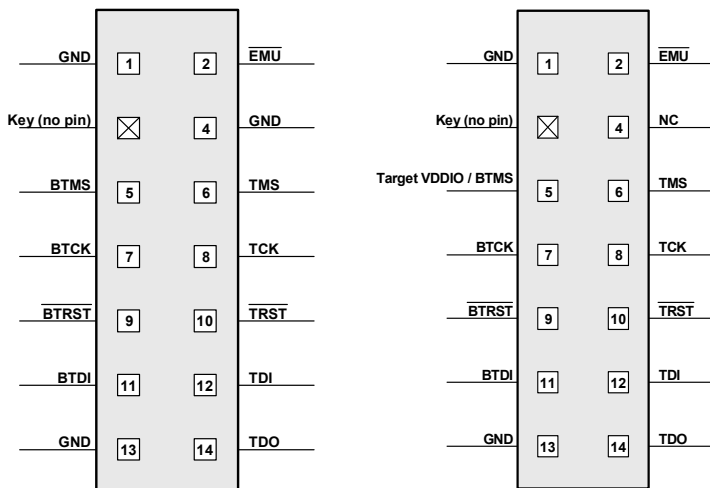 GND 1 2 EMU GND 1 2 EMU
Key (no pin) 4 GND Key (no pin) 4 NC
BTMS 5 6 TMS Target VDDIO / BTMS 5 6 TMS
BTCK 7 8 TCK BTCK 7 8 TCK
BTRST 9 10 TRST BTRST 9 10 TRST
BTDI 11 12 TDI BTDI 11 12 TDI
GND 13 14 TDO GND 13 14 TDO